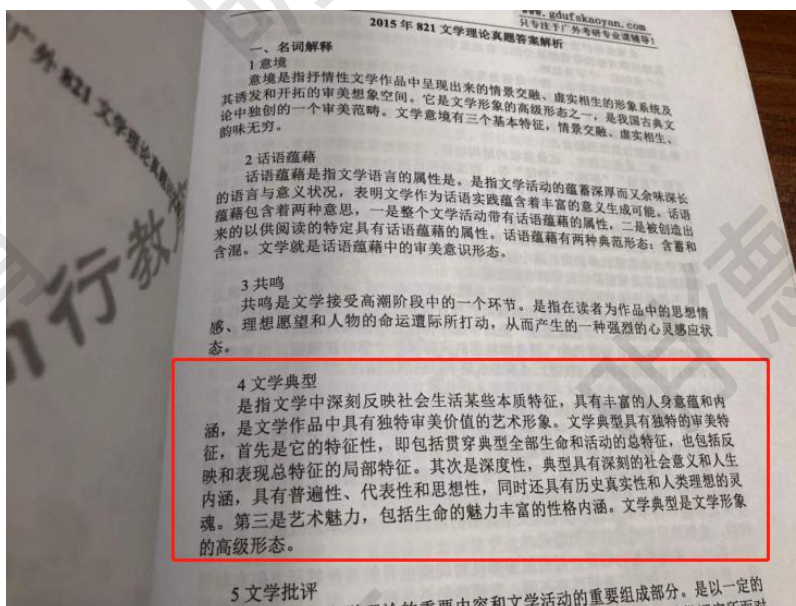 www.gdufskaoyan.com
只专注于广外考研专业课辅导!
2015年821文学理论真题答案解析
一、名词解释
1意境
意境是指抒情性文学作品中呈现出来的情景交融、虚实相生的形象系统及
其诱发和开拓的审美想象空间。它是文学形象的高级形态之一，是我国古典文
论中独创的一个审美范畴。文学意境有三个基本特征，情景交融、虚实相生、
韵味无穷。
2话语蕴藉
话语蕴藉是指文学语言的属性是。是指文学活动的蕴蓄深厚而又余味深长
的语言与意义状况，表明文学作为话语实践蕴含着丰富的意义生成可能。话语
蕴藉包含着两种意思，一是整个文学活动带有话语蕴藉的属性，二是被创造出
来的以供阅读的特定具有话语蕴藉的属性。话语蕴藉有两种典范形态：含蓄和
含混。文学就是话语蕴藉中的审美意识形态。
3共鸣
共鸣是文学接受高潮阶段中的一个环节。是指在读者为作品中的思想情
感、理想愿望和人物的命运遭际所打动，从而产生的一种强烈的心灵感应状
态。
4文学典型
是指文学中深刻反映社会生活某些本质特征，具有丰富的人身意蕴和内
涵，是文学作品中具有独特审美价值的艺术形象。文学典型具有独特的审美特
征，首先是它的特征性，即包括贯穿典型全部生命和活动的总特征，也包括反
映和表现总特征的局部特征。其次是深度性，典型具有深刻的社会意义和人生
内涵，具有普遍性、代表性和思想性，同时还具有历史真实性和人类理想的灵
魂。第三是艺术魅力，包括生命的魅力丰富的性格内涵。文学典型是文学形象
的高级形态。
5文学批评
的重要内容和文学活动的重要组成部分。是以一定的
广外821文学理论真题
行教